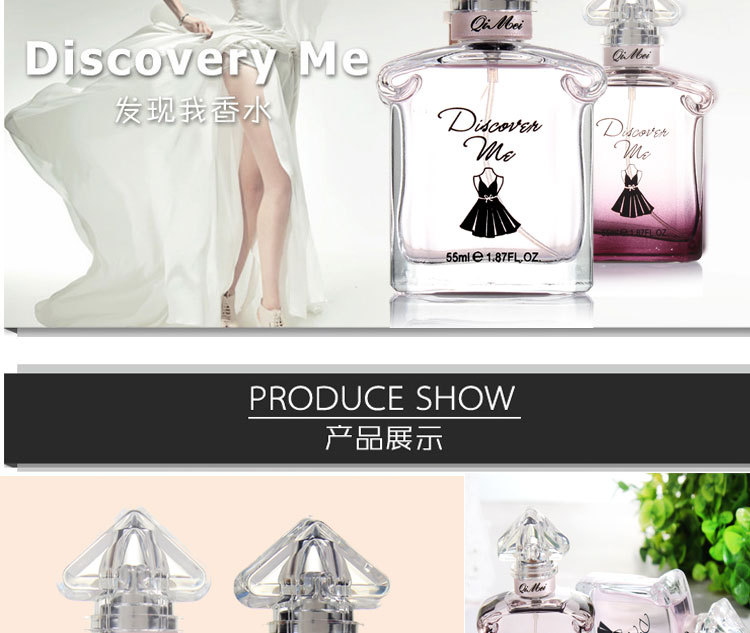 QiMei
QiMei
Discovery Me
发现我香水
Discover
Me
55ml e 1.87FL.OZ.
Discover
Me
55ml e 1.87FL.OZ.
PRODUCE SHOW
产品展示
QiMei